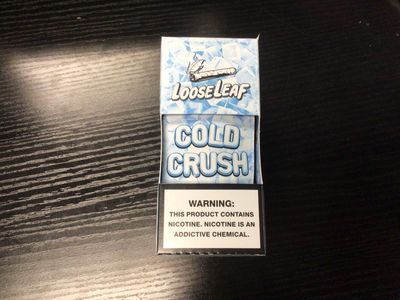 LOOSELEAF
COLD
CRUSH
WARNING:
THIS PRODUCT CONTAINS
NICOTINE. NICOTINE IS AN
ADDICTIVE CHEMICAL.